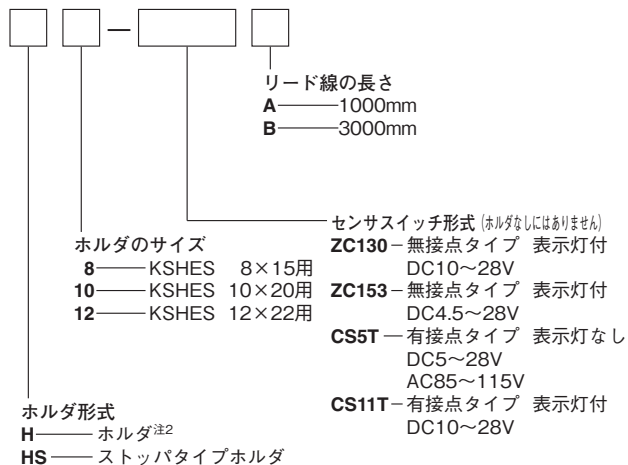 リード線の長さ
A――1000mm
B――3000mm
センサスイッチ形式 (ホルダなしにはありません)
ZC130－無接点タイプ 表示灯付
DC10～28V
ZC153－無接点タイプ 表示灯付
DC4.5～28V
CS5T―有接点タイプ 表示灯なし
DC5～28V
AC85～115V
CS11T－有接点タイプ 表示灯付
DC10～28V
ホルダのサイズ
8――KSHES 8×15用
10――KSHES 10×20用
12――KSHES 12×22用
ホルダ形式
H――ホルダ注2
HS――ストッパタイプホルダ